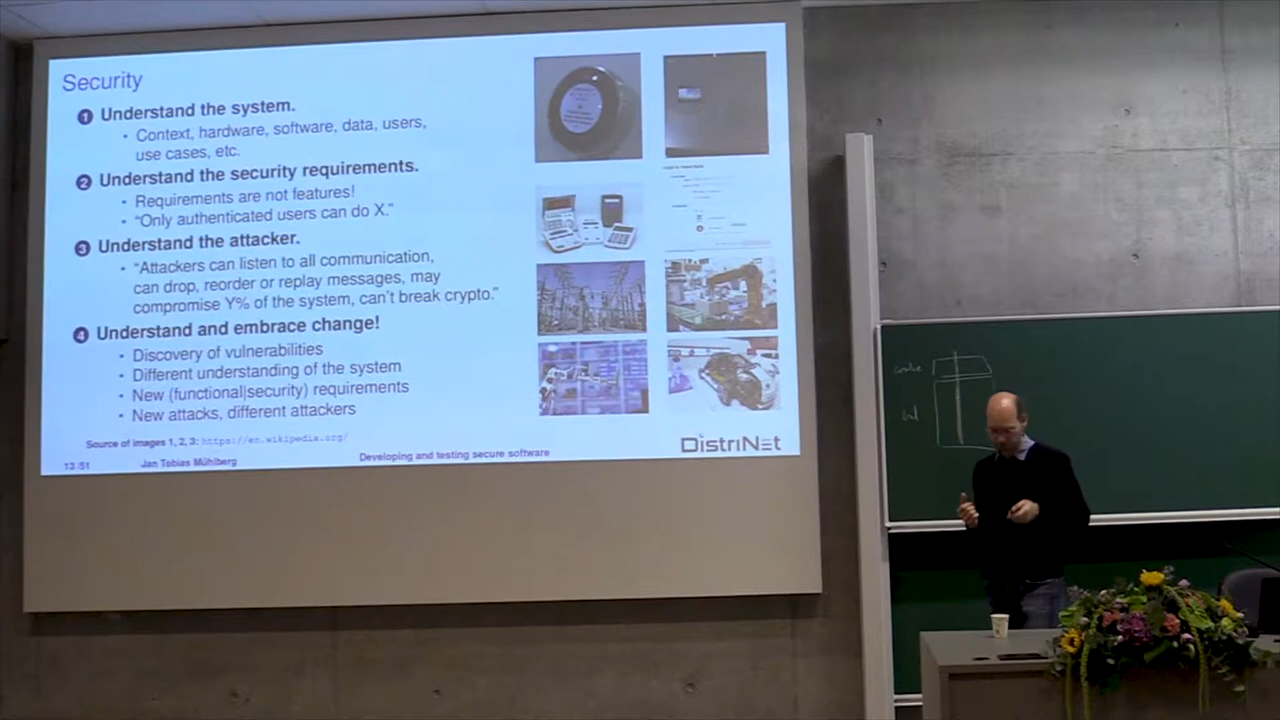 Security
1 Understand the system.
• Context, hardware, software, data, users,
use cases, etc.
2 Understand the security requirements.
• Requirements are not features!
• “Only authenticated users can do X.”
3 Understand the attacker.
• “Attackers can listen to all communication,
can drop, reorder or replay messages, may
compromise Y% of the system, can’t break crypto.”
4 Understand and embrace change!
• Discovery of vulnerabilities
• Different understanding of the system
• New (functional|security) requirements
• New attacks, different attackers
Source of images 1, 2, 3: https://en.wikipedia.org/
13 /51 Jan Tobias Mühlberg Developing and testing secure software
DISTRINET